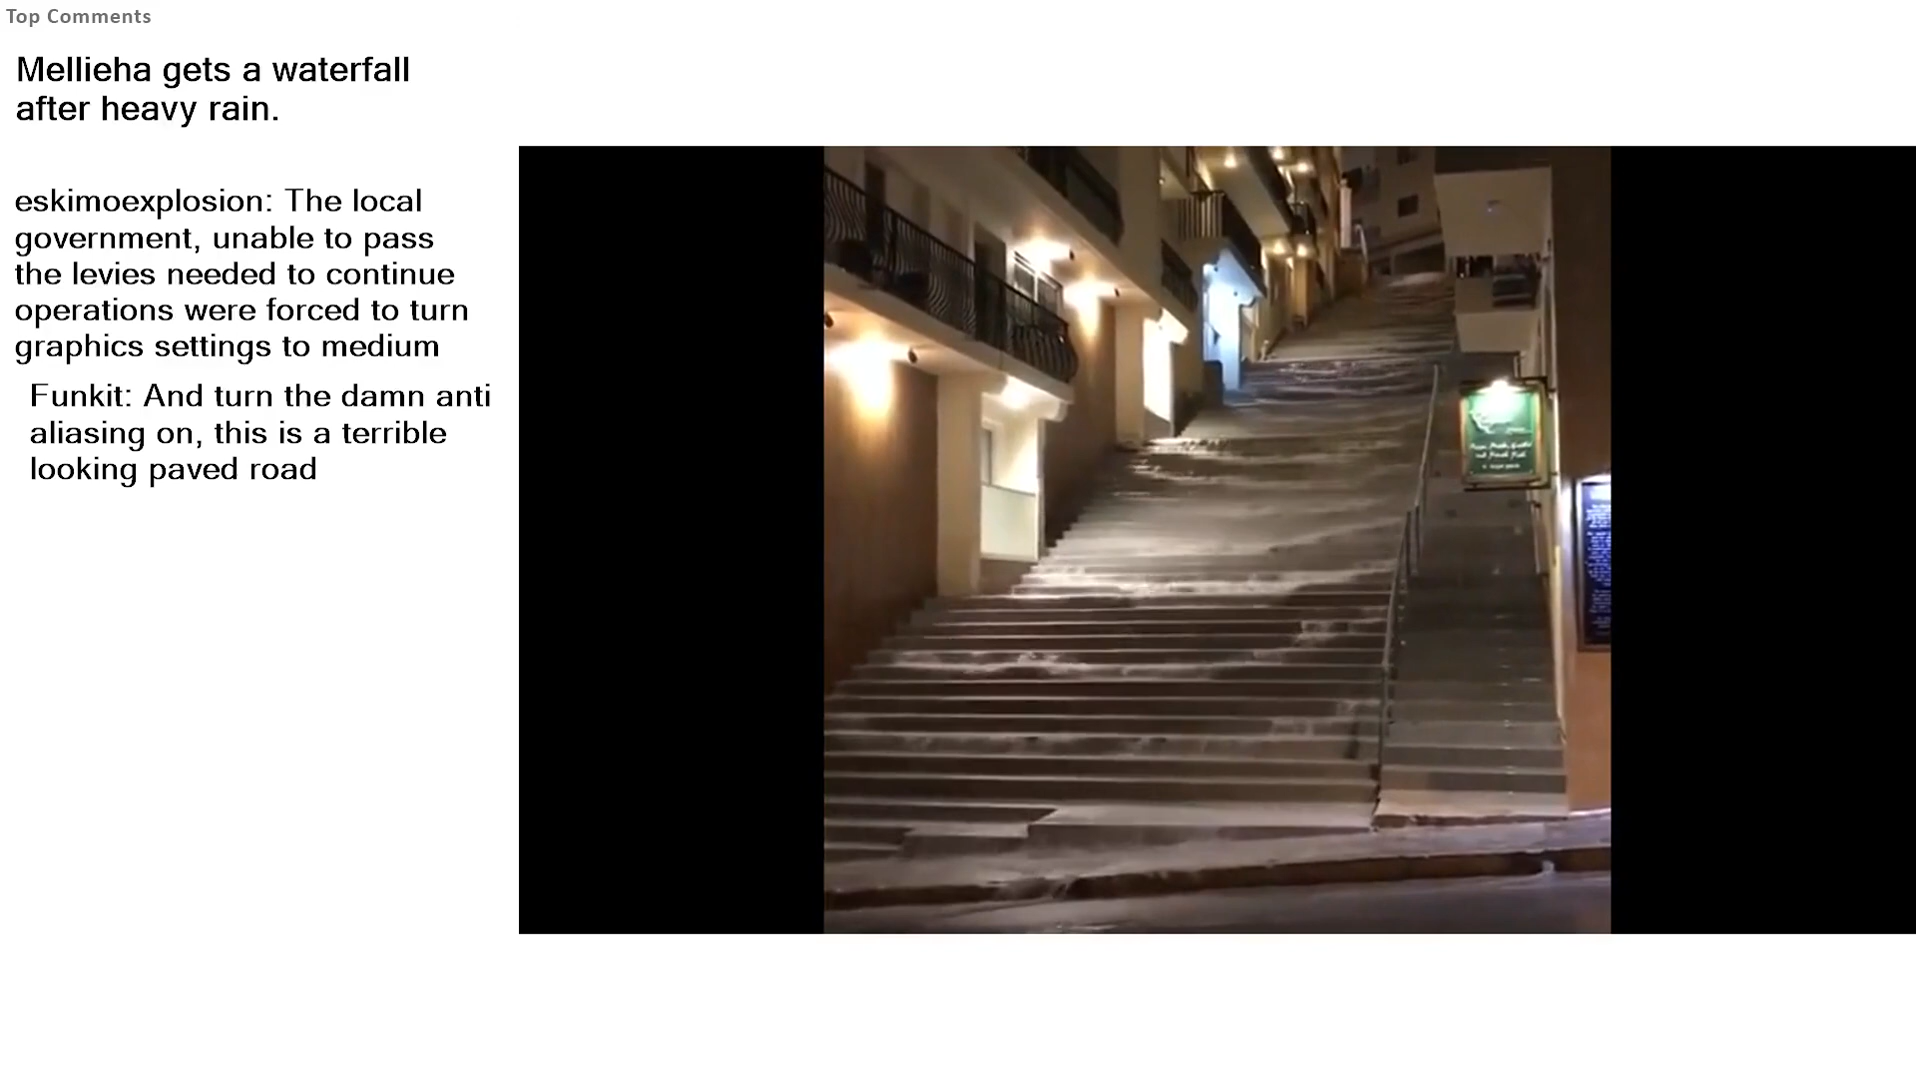 Top Comments
Mellieha gets a waterfall
after heavy rain.
eskimoexplosion: The local
government, unable to pass
the levies needed to continue
operations were forced to turn
graphics settings to medium
Funkit: And turn the damn anti
aliasing on, this is a terrible
looking paved road